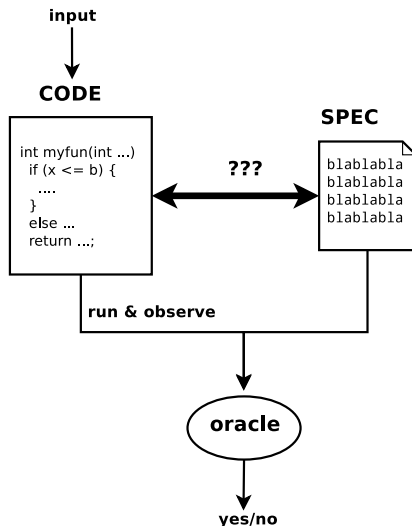 input
CODE
int myfun(int ...)
if (x <= b) {
....
}
else ...
return ...;
???
SPEC
blablabla
blablabla
blablabla
blablabla
run & observe
oracle
yes/no